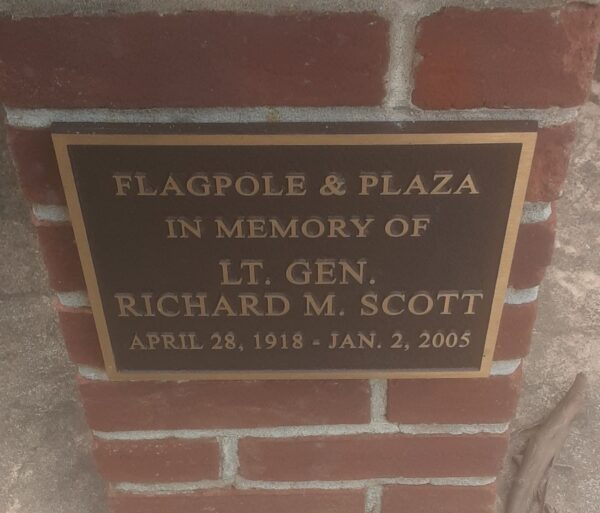 FLAGPOLE & PLAZA
IN MEMORY OF
LT. GEN.
RICHARD M. SCOTT
APRIL 28, 1918 - JAN. 2, 2005